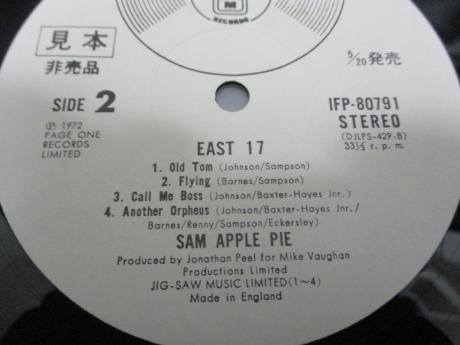 M
RECORDS
見本
非売品
5/20発売
SIDE 2
IFP-80791
STEREO
(DJLPS-429-B)
33⅓ r.p.m.
Ⓟ 1972
PAGE ONE
RECORDS
LIMITED
EAST 17
1. Old Tom (Johnson/Sampson)
2. Flying (Barnes/Sampson)
3. Call Me Boss (Johnson/Baxter-Hayes Jnr.)
4. Another Orpheus (Johnson/Baxter-Hayes Jnr./
Barnes/Renny/Sampson/Eckersley)
SAM APPLE PIE
Produced by Jonathan Peel for Mike Vaughan
Productions Limited
JIG-SAW MUSIC LIMITED(1~4)
Made in England